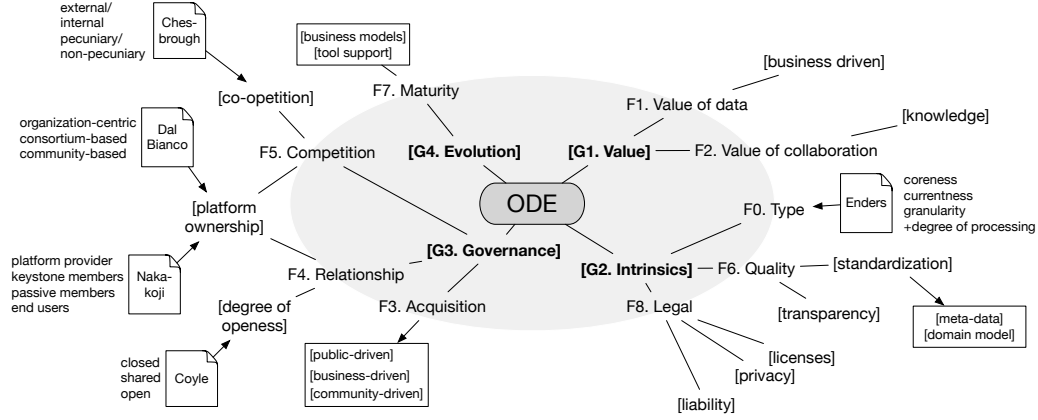 external/
internal
pecuniary/
non-pecuniary
Ches-
brough
[business models]
[tool support]
[business driven]
F7. Maturity
[co-opetition]
F1. Value of data
[knowledge]
organization-centric
consortium-based
community-based
Dal
Bianco
F5. Competition
[G4. Evolution]
[G1. Value]
F2. Value of collaboration
ODE
[platform
ownership]
F0. Type
Enders
coreness
currentness
granularity
+degree of processing
[G3. Governance]
platform provider
keystone members
passive members
end users
Naka-
koji
F4. Relationship
[G2. Intrinsics]
F6. Quality
[standardization]
[degree of
openess]
F3. Acquisition
F8. Legal
[transparency]
[meta-data]
[domain model]
closed
shared
open
Coyle
[public-driven]
[business-driven]
[community-driven]
[licenses]
[privacy]
[liability]